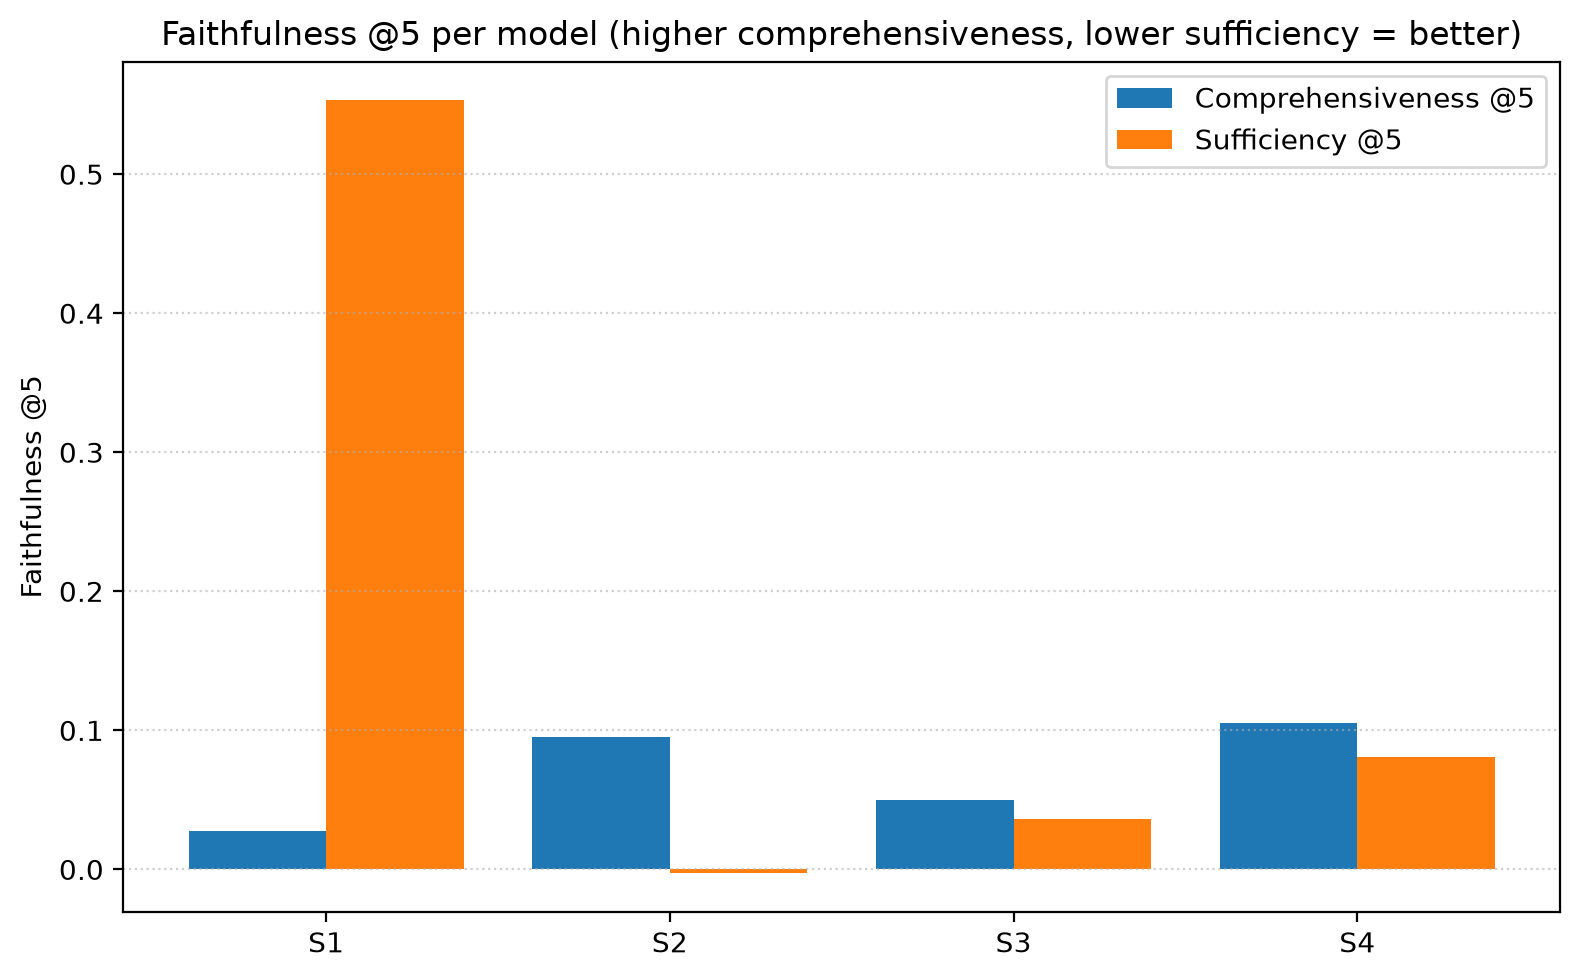 Faithfulness @5 per model (higher comprehensiveness, lower sufficiency = better)
Comprehensiveness @5
Sufficiency @5
Faithfulness @5
0.5
0.4
0.3
0.2
0.1
0.0
S1 S2 S3 S4